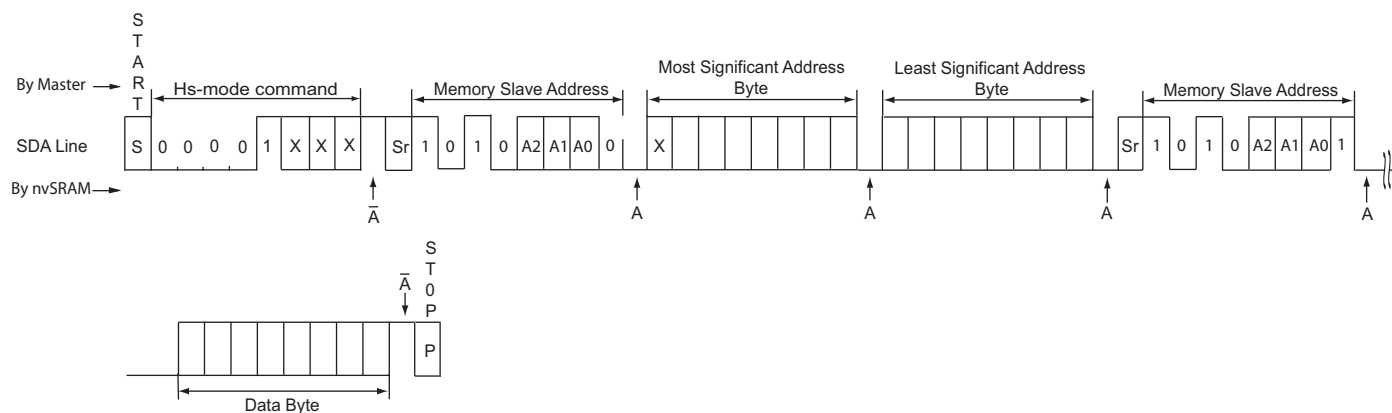 START
By Master
Hs-mode command
Memory Slave Address
Most Significant Address
Byte
Least Significant Address
Byte
Memory Slave Address
SDA Line
S 0 0 0 0 1 X X X Sr 1 0 1 0 A2 A1 A0 0 X Sr 1 0 1 0 A2 A1 A0 1
By nvSRAM
A̅ A A A A
A̅
ST0P
P
Data Byte